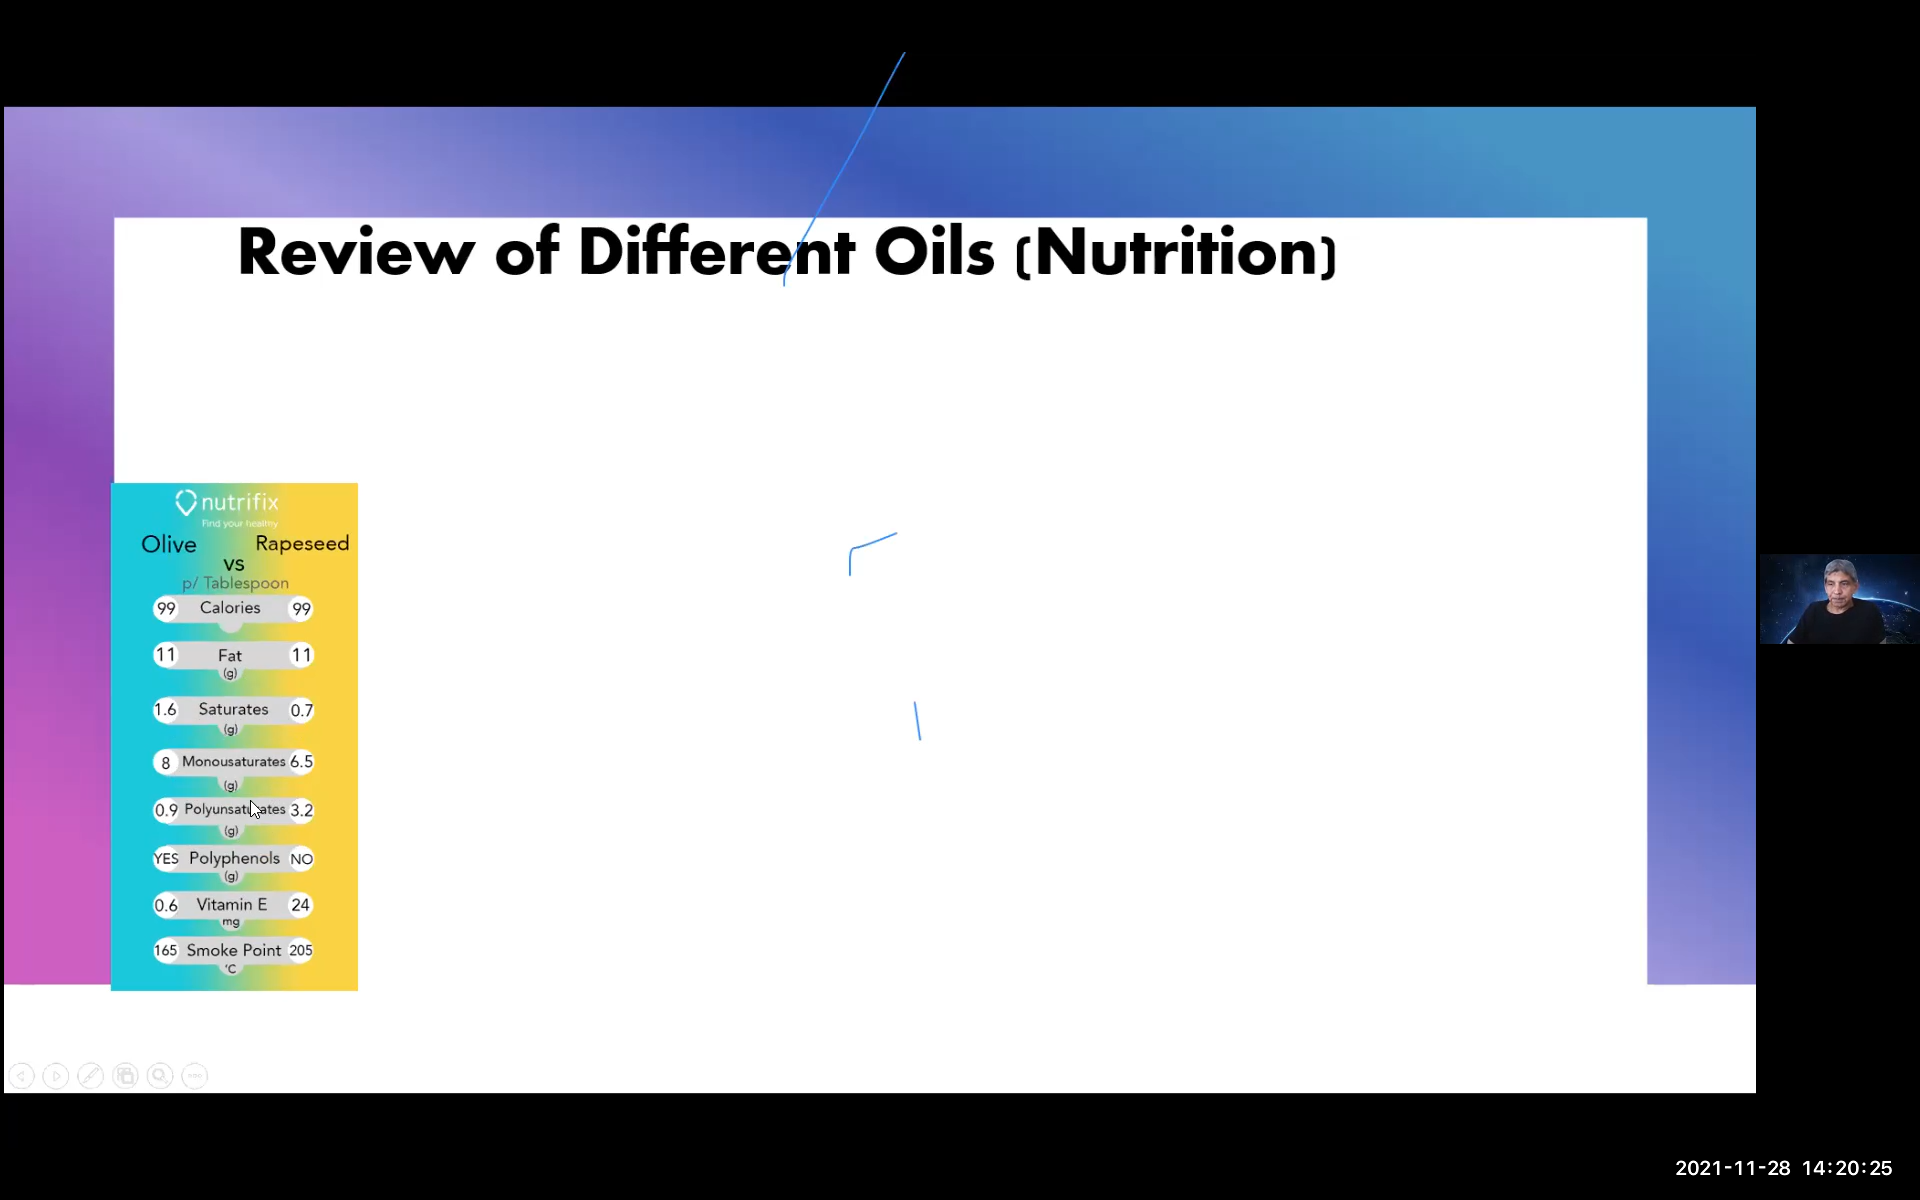 Review of Different Oils (Nutrition)
nutrifix
Find your healthy
Olive Rapeseed
vs
p/ Tablespoon
99 Calories 99
11 Fat 11
(g)
1.6 Saturates 0.7
(g)
8 Monousaturates 6.5
(g)
0.9 Polyunsaturates 3.2
(g)
YES Polyphenols NO
(g)
0.6 Vitamin E 24
mg
165 Smoke Point 205
°C
2021-11-28 14:20:25